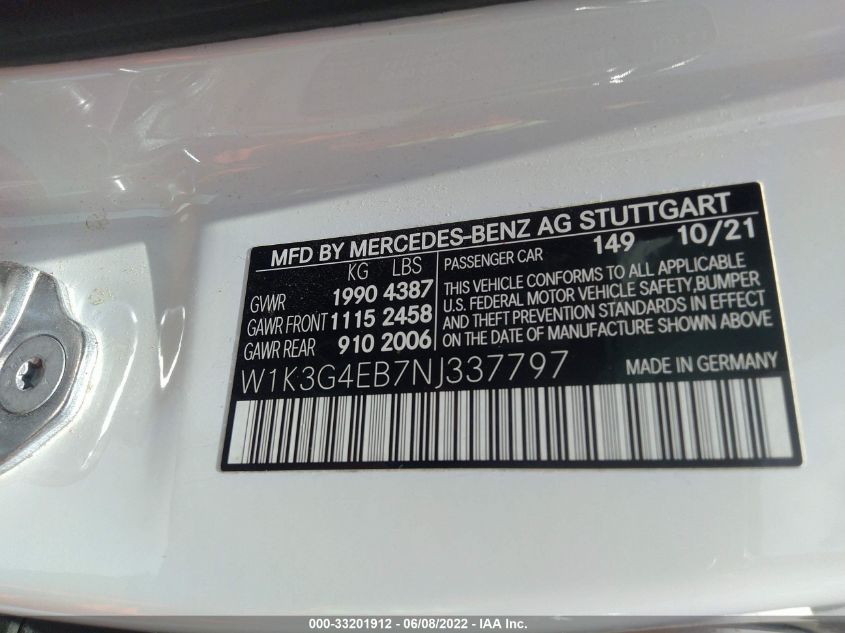 MFD BY MERCEDES-BENZ AG STUTTGART
KG LBS
GVWR 1990 4387
GAWR FRONT 1115 2458
GAWR REAR 910 2006
PASSENGER CAR 149 10/21
THIS VEHICLE CONFORMS TO ALL APPLICABLE
U.S. FEDERAL MOTOR VEHICLE SAFETY,BUMPER
AND THEFT PREVENTION STANDARDS IN EFFECT
ON THE DATE OF MANUFACTURE SHOWN ABOVE
W1K3G4EB7NJ337797
MADE IN GERMANY
000-33201912 - 06/08/2022 - IAA Inc.